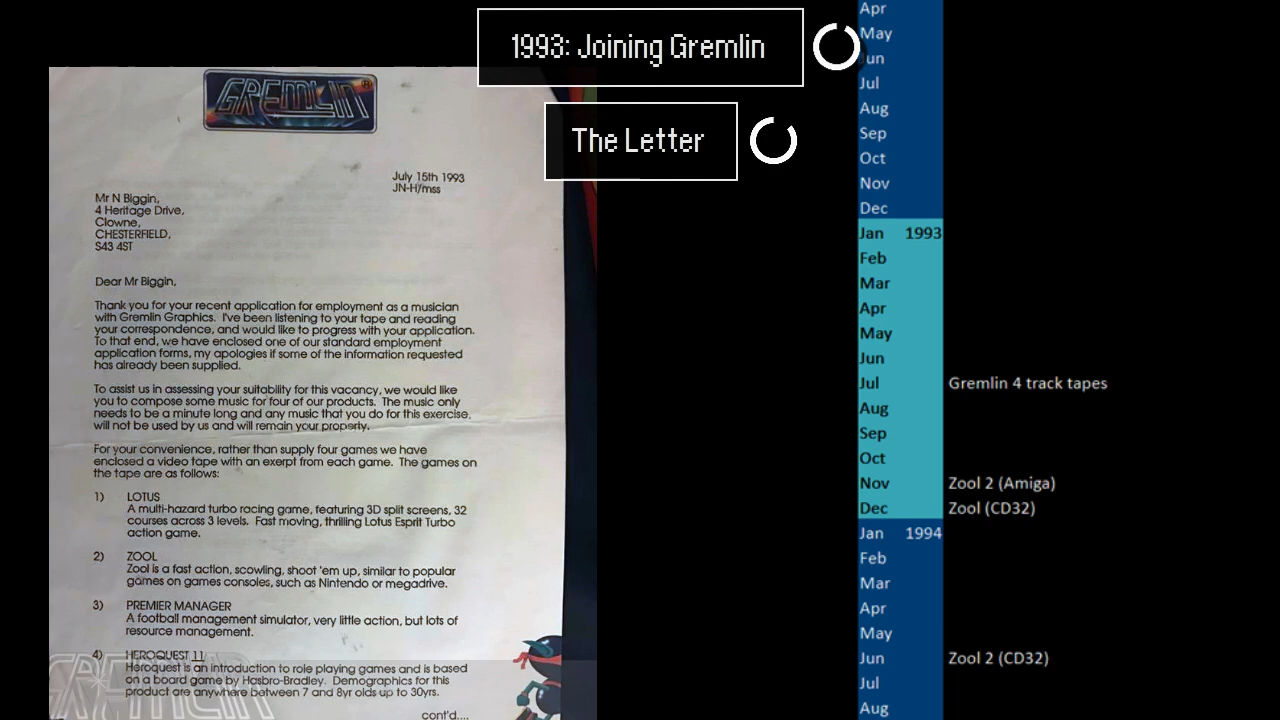 1993: Joining Gremlin
The Letter
GREMLIN ®
July 15th 1993
JN-H/mss
Mr N Biggin,
4 Heritage Drive,
Clowne,
CHESTERFIELD,
S43 4ST
Dear Mr Biggin,
Thank you for your recent application for employment as a musician
with Gremlin Graphics. I've been listening to your tape and reading
your correspondence, and would like to progress with your application.
To that end, we have enclosed one of our standard employment
application forms, my apologies if some of the information requested
has already been supplied.
To assist us in assessing your suitability for this vacancy, we would like
you to compose some music for four of our products. The music only
needs to be a minute long and any music that you do for this exercise,
will not be used by us and will remain your property.
For your convenience, rather than supply four games we have
enclosed a video tape with an exerpt from each game. The games on
the tape are as follows:
1) LOTUS
A multi-hazard turbo racing game, featuring 3D split screens, 32
courses across 3 levels. Fast moving, thrilling Lotus Esprit Turbo
action game.
2) ZOOL
Zool is a fast action, scowling, shoot 'em up, similar to popular
games on games consoles, such as Nintendo or megadrive.
3) PREMIER MANAGER
A football management simulator, very little action, but lots of
resource management.
4) HEROQUEST 11
Heroquest is an introduction to role playing games and is based
on a board game by Hasbro-Bradley. Demographics for this
product are anywhere between 7 and 8yr olds up to 30yrs.
cont'd....
GREMLIN
Apr
May
Jun
Jul
Aug
Sep
Oct
Nov
Dec
Jan 1993
Feb
Mar
Apr
May
Jun
Jul Gremlin 4 track tapes
Aug
Sep
Oct
Nov Zool 2 (Amiga)
Dec Zool (CD32)
Jan 1994
Feb
Mar
Apr
May
Jun Zool 2 (CD32)
Jul
Aug